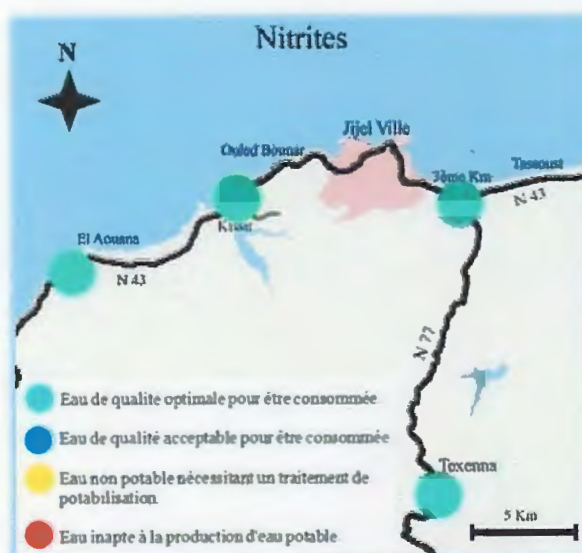 Nitrites
N
Jijel Ville
Ouled Bounar
3ème Km
Tassoust
N 43
Kissir
El Aouana
N 43
N 77
Eau de qualité optimale pour être consommée
Eau de qualité acceptable pour être consommée
Eau non potable nécessitant un traitement de
potabilisation
Eau inapte à la production d'eau potable
Texenna
5 Km